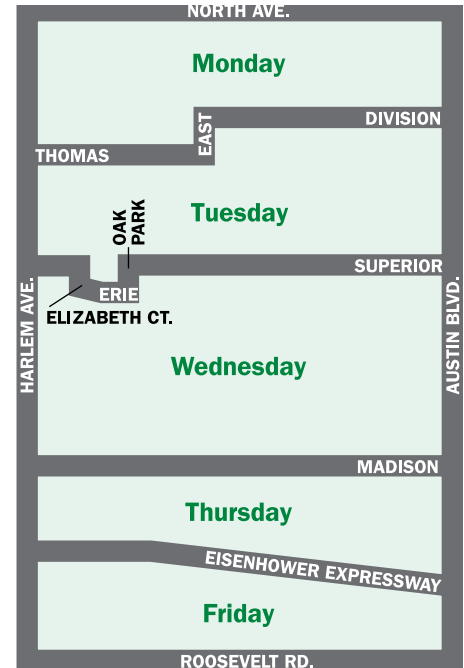 NORTH AVE.
Monday
DIVISION
EAST
THOMAS
OAK
PARK
Tuesday
SUPERIOR
ERIE
ELIZABETH CT.
HARLEM AVE.
AUSTIN BLVD.
Wednesday
MADISON
Thursday
EISENHOWER EXPRESSWAY
Friday
ROOSEVELT RD.